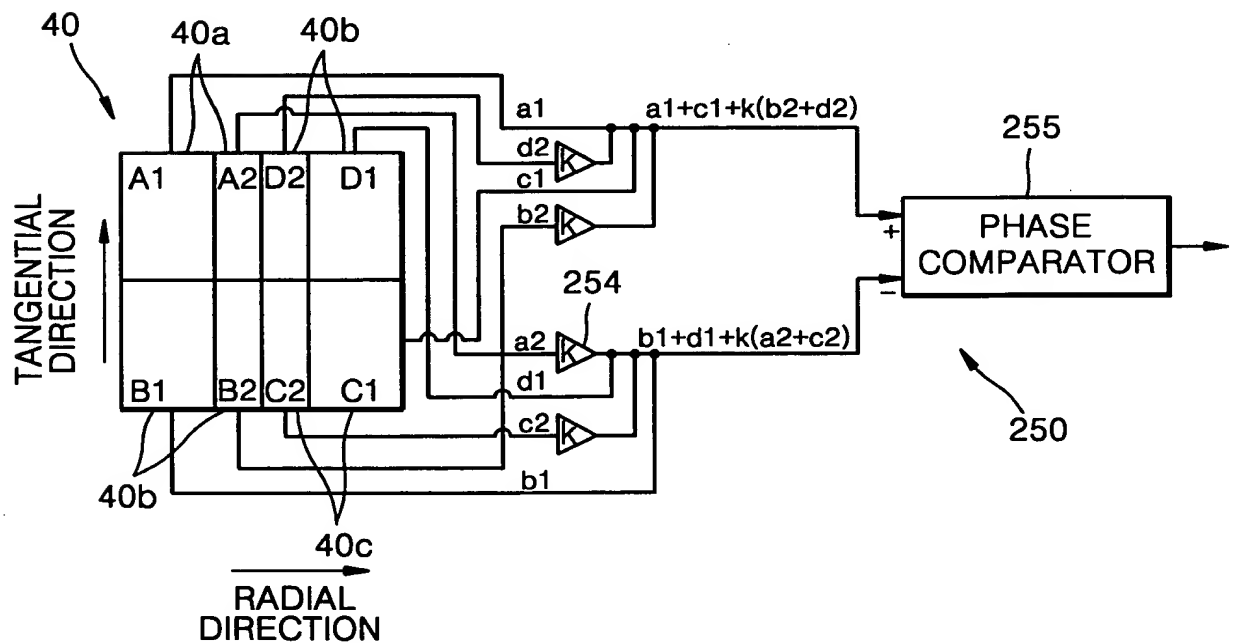 40
40a
40b
a1
a1+c1+k(b2+d2)
255
d2
K
A1
A2
D2
D1
c1
b2
K
+
PHASE
COMPARATOR
TANGENTIAL
DIRECTION
254
−
a2
K
b1+d1+k(a2+c2)
d1
B1
B2
C2
C1
c2
K
250
40b
b1
40c
RADIAL
DIRECTION